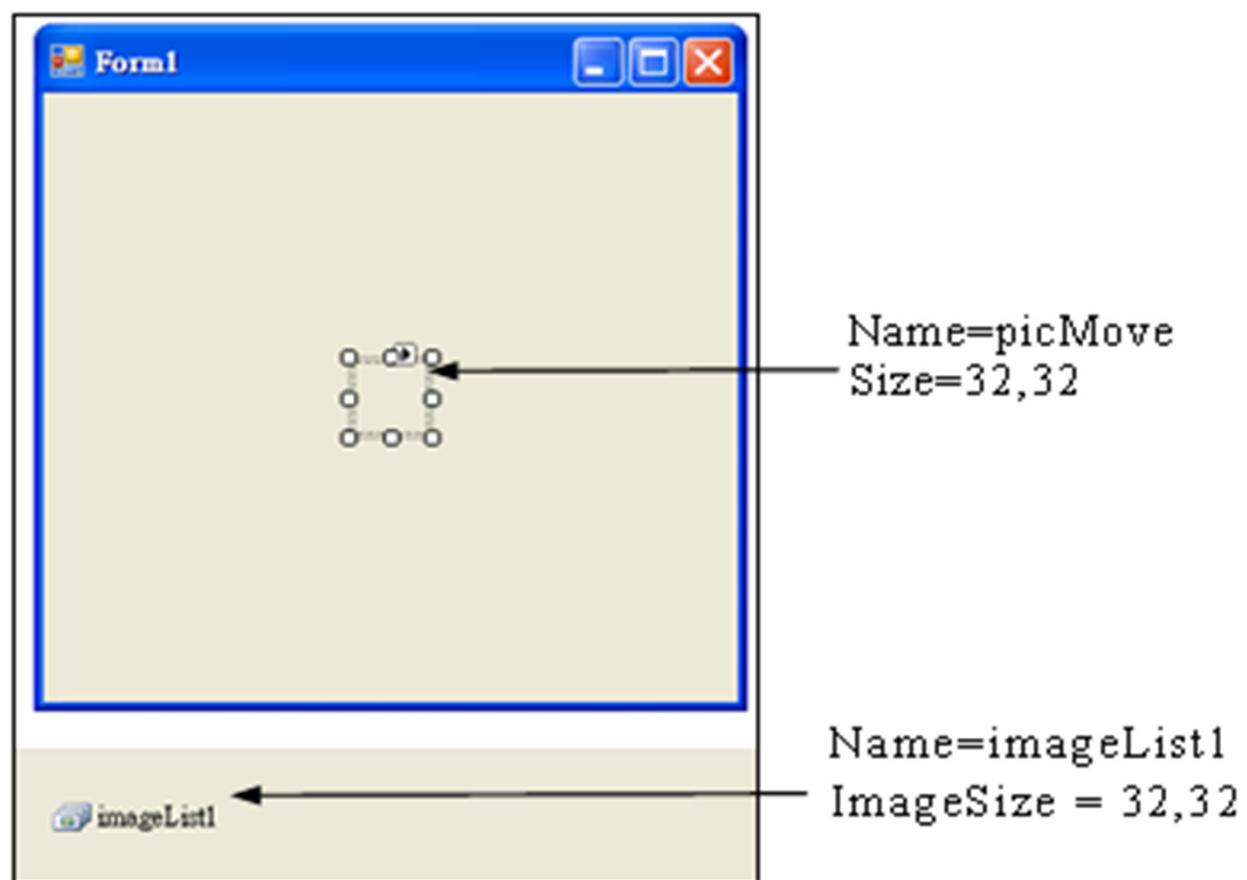 Form1
Name=picMove
Size=32,32
Name=imageList1
ImageSize = 32,32
imageList1